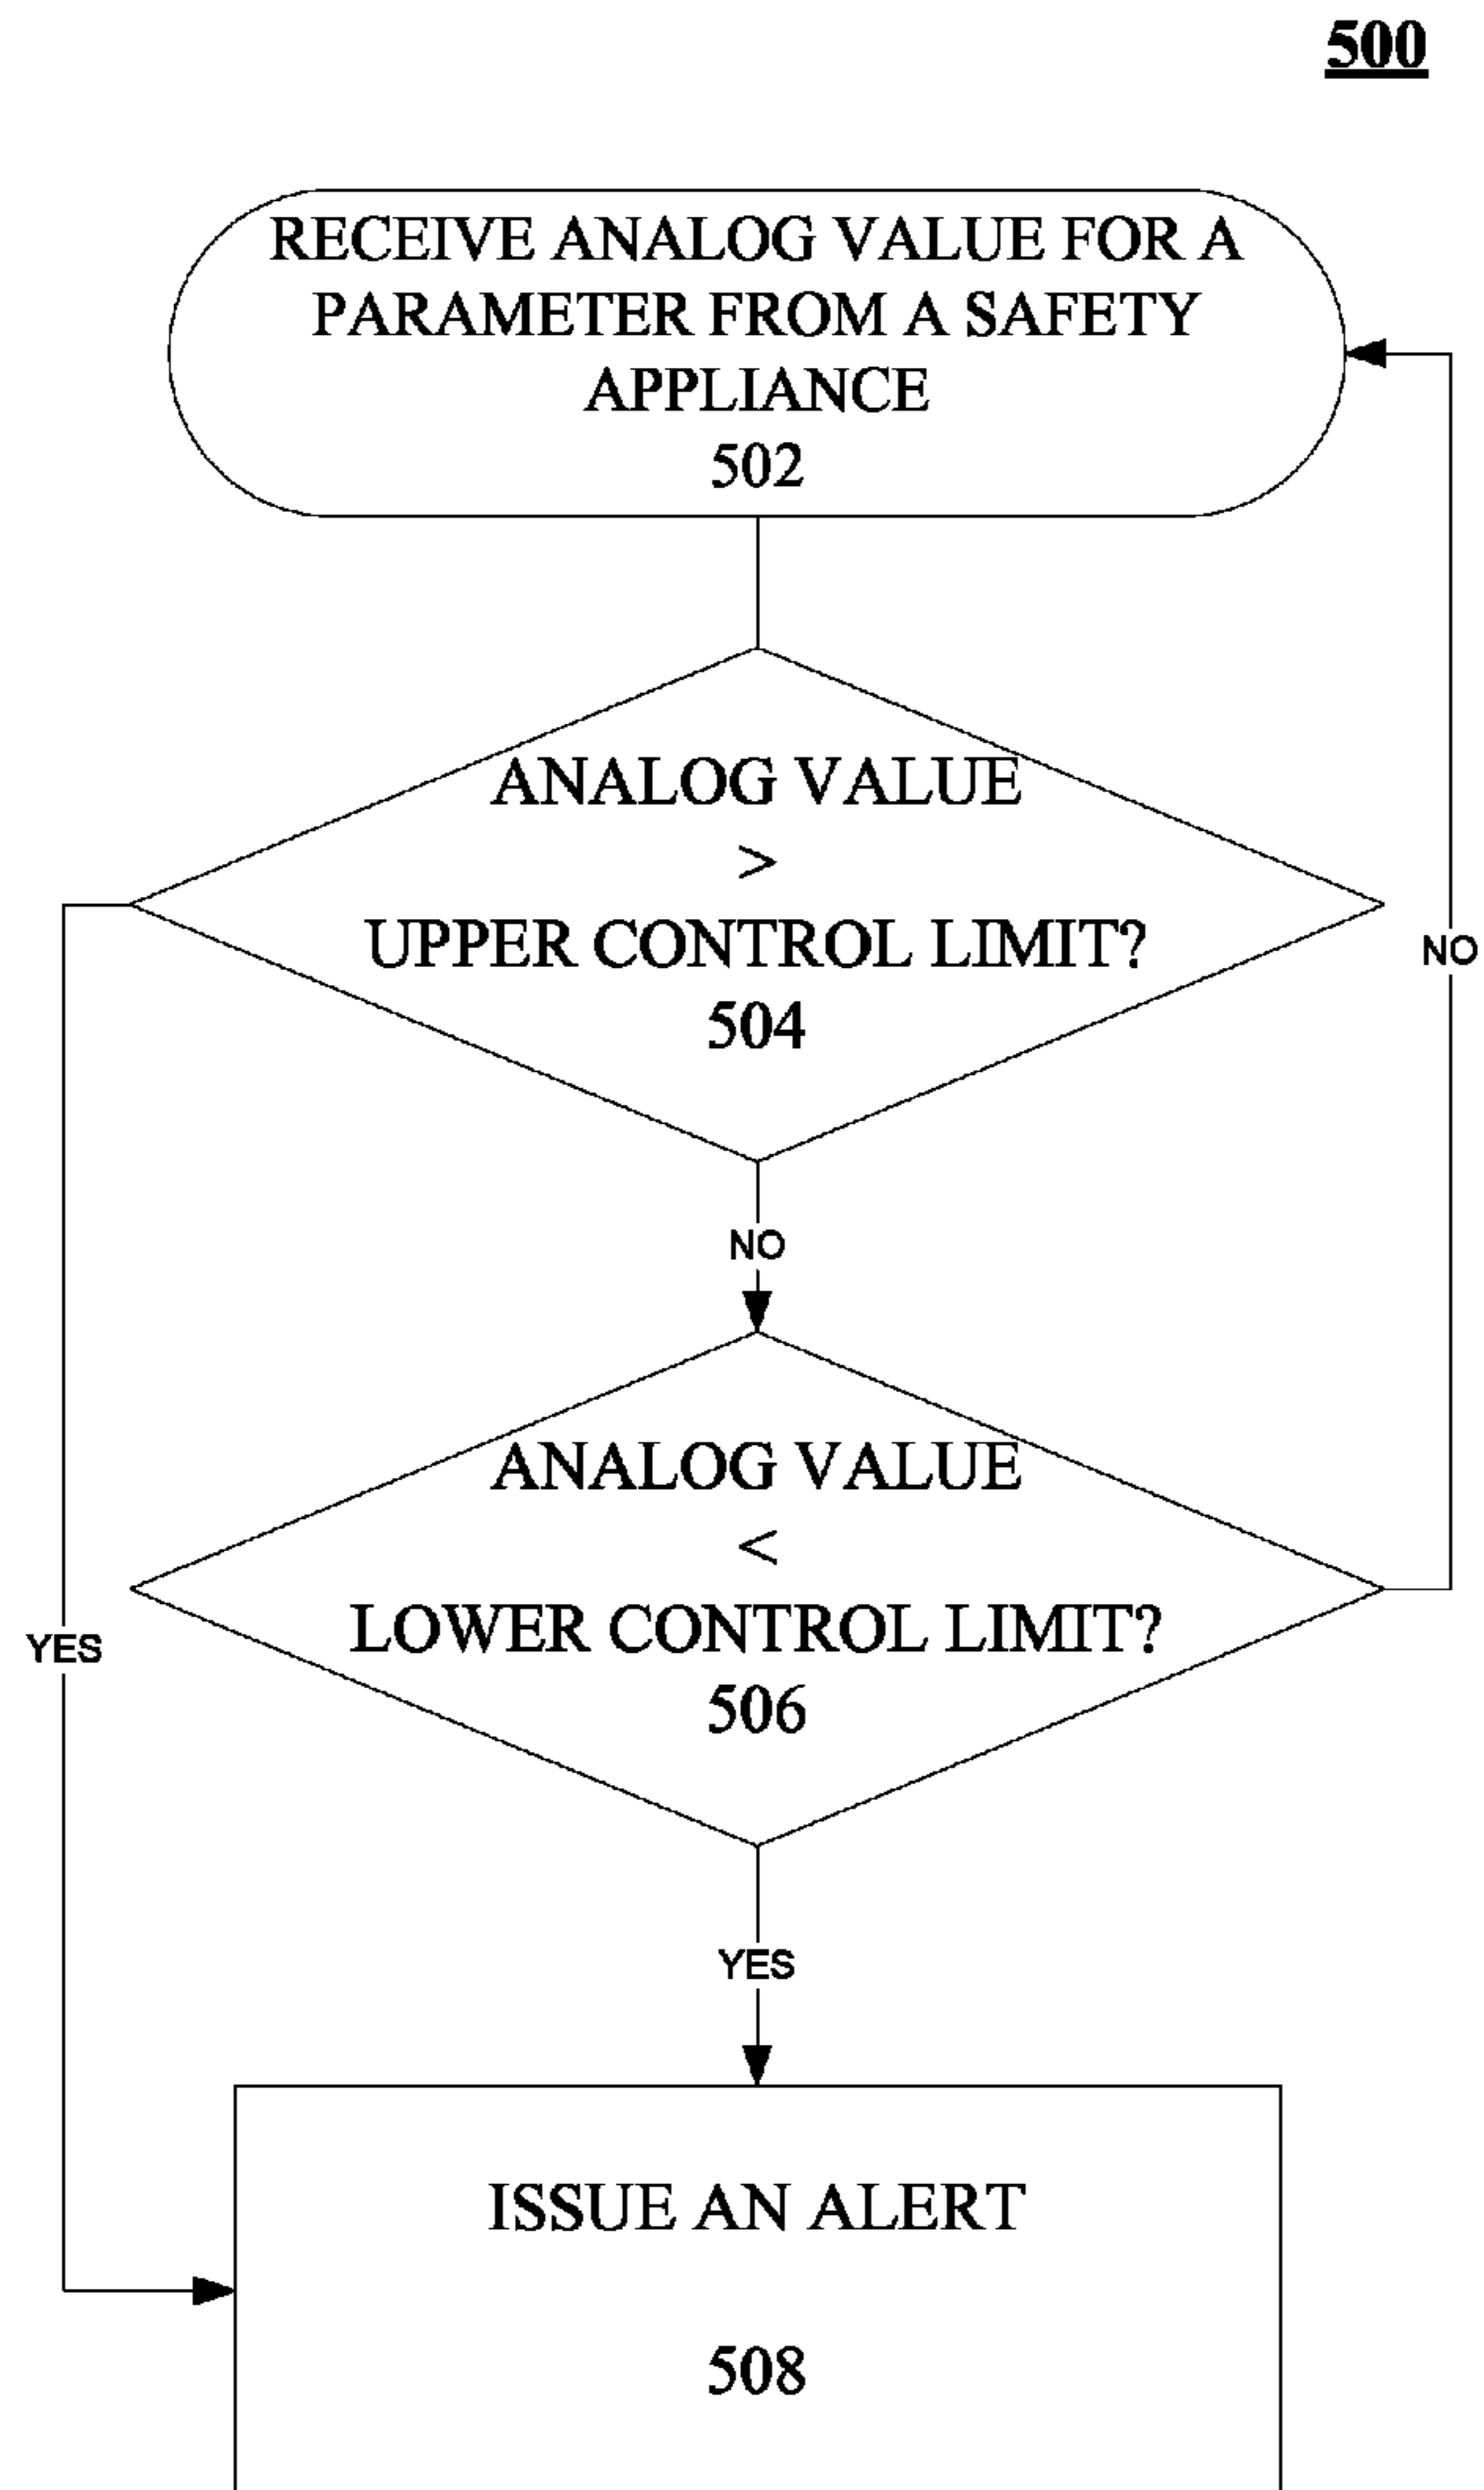 500
RECEIVE ANALOG VALUE FOR A
PARAMETER FROM A SAFETY
APPLIANCE
502
ANALOG VALUE
>
UPPER CONTROL LIMIT?
504
NO
NO
ANALOG VALUE
<
LOWER CONTROL LIMIT?
506
YES
YES
ISSUE AN ALERT
508